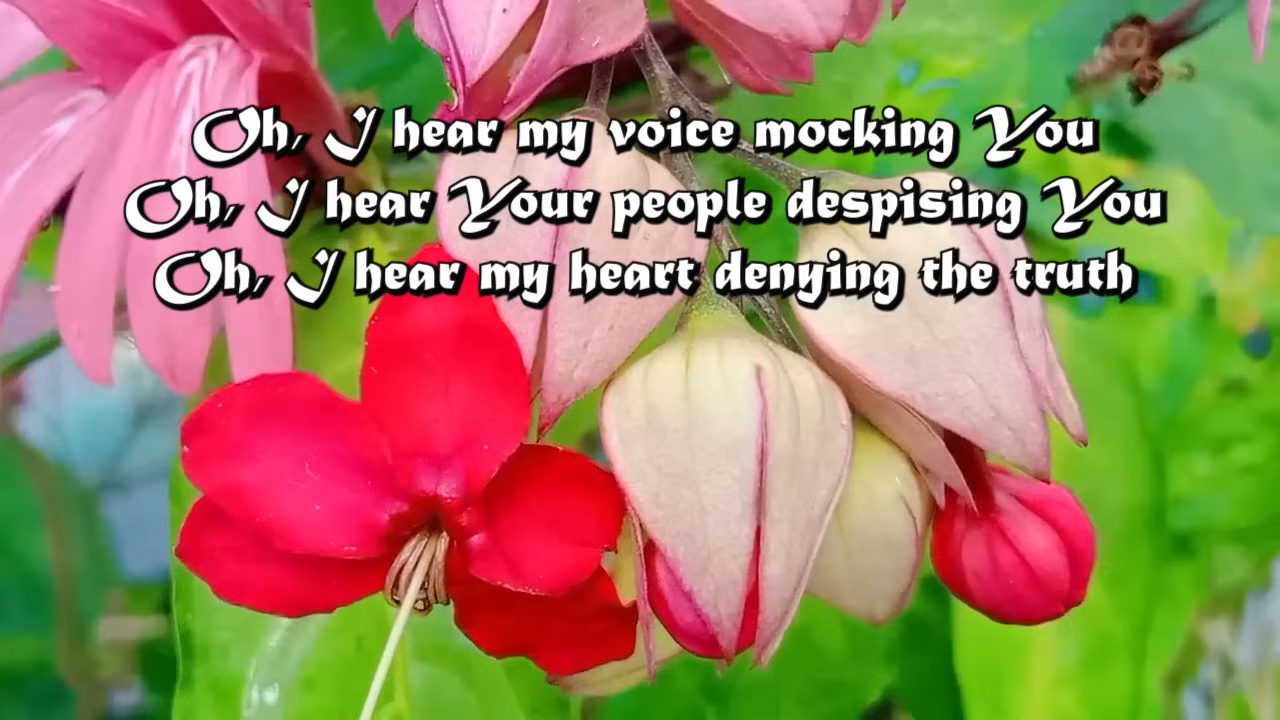 Oh, I hear my voice mocking You
Oh, I hear Your people despising You
Oh, I hear my heart denying the truth